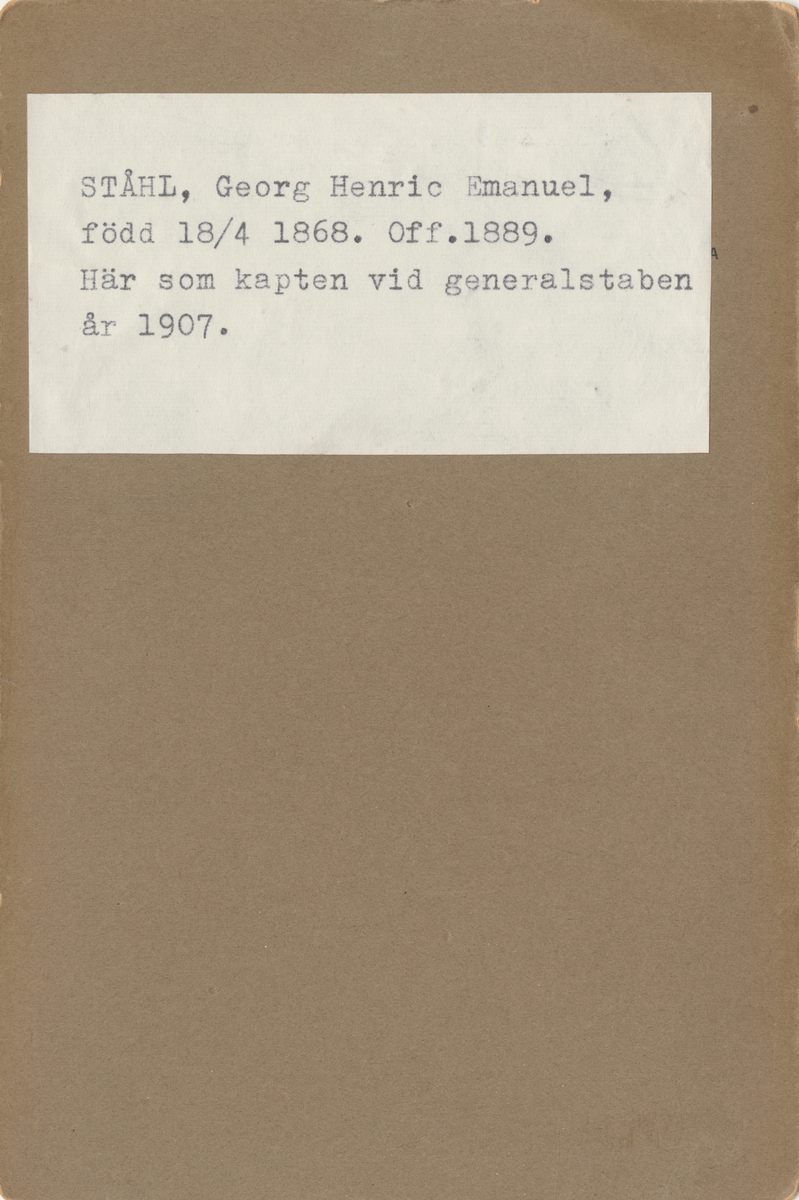 STÅHL, Georg Henric Emanuel,
född 18/4 1868. Off.1889.
Här som kapten vid generalstaben
år 1907.